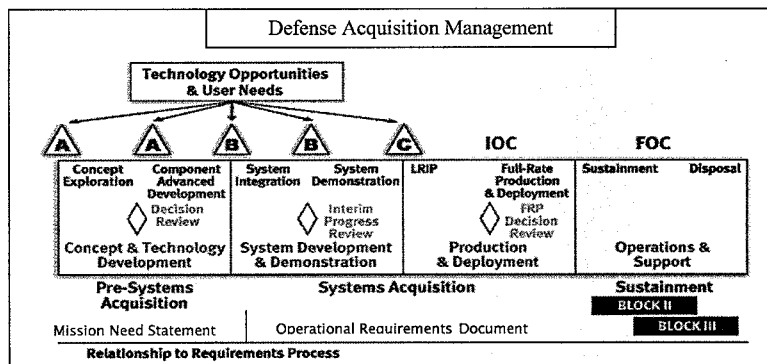 Defense Acquisition Management
Technology Opportunities
& User Needs
A A B B C IOC FOC
Concept
Exploration
Component
Advanced
Development
System
Integration
System
Demonstration
LRIP
Full-Rate
Production
& Deployment
Sustainment
Disposal
Decision
Review
Interim
Progress
Review
FRP
Decision
Review
Concept & Technology
Development
System Development
& Demonstration
Production
& Deployment
Operations &
Support
Pre-Systems
Acquisition
Systems Acquisition
Sustainment
BLOCK II
BLOCK III
Mission Need Statement
Operational Requirements Document
Relationship to Requirements Process